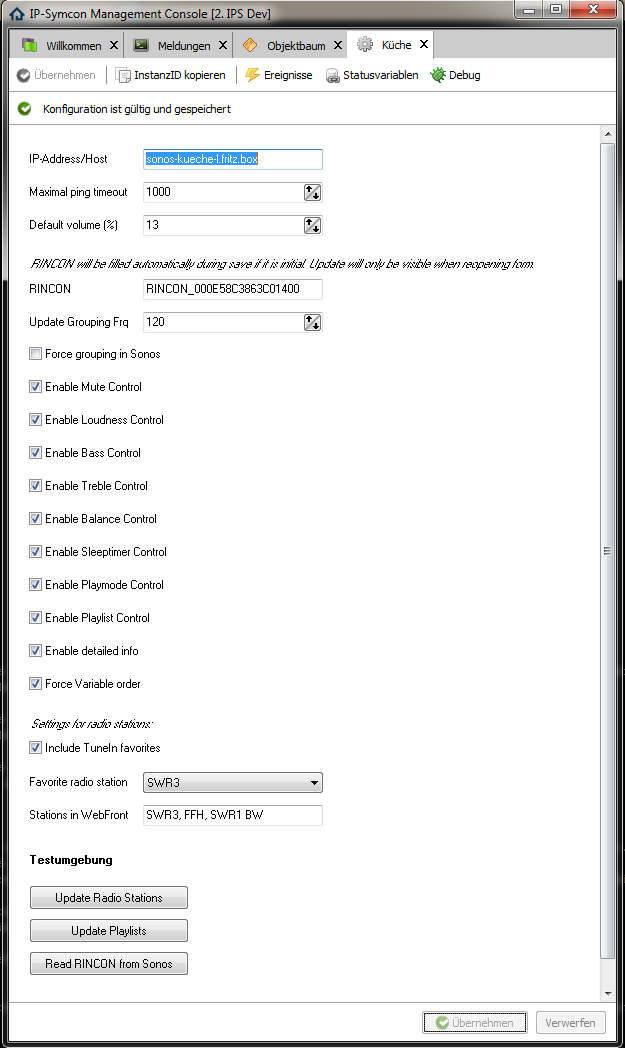 IP-Symcon Management Console [2. IPS Dev]
Willkommen Meldungen Objektbaum Küche
Übernehmen InstanzID kopieren Ereignisse Statusvariablen Debug
Konfiguration ist gültig und gespeichert
IP-Address/Host sonos-kueche-l.fritz.box
Maximal ping timeout 1000
Default volume (%) 13
RINCON will be filled automatically during save if it is initial. Update will only be visible when reopening form.
RINCON RINCON_000E58C3863C01400
Update Grouping Frq 120
Force grouping in Sonos
Enable Mute Control
Enable Loudness Control
Enable Bass Control
Enable Treble Control
Enable Balance Control
Enable Sleeptimer Control
Enable Playmode Control
Enable Playlist Control
Enable detailed info
Force Variable order
Settings for radio stations:
Include TuneIn favorites
Favorite radio station SWR3
Stations in WebFront SWR3, FFH, SWR1 BW
Testumgebung
Update Radio Stations
Update Playlists
Read RINCON from Sonos
Übernehmen Verwerfen